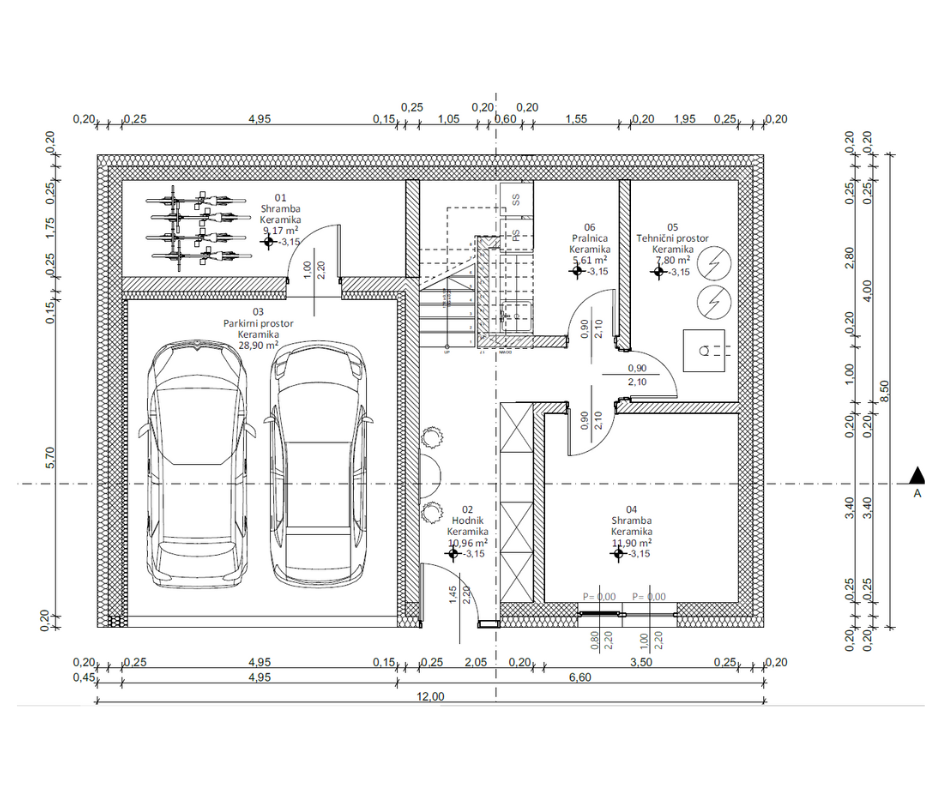 0,25 0,20 0,20
0,20 0,25 4,95 0,15 1,05 0,60 1,55 0,20 1,95 0,25 0,20
0,20 0,25 1,75 0,25 0,15 5,70 0,20
01
Shramba
Keramika
9,17 m²
-3,15
1,00
2,20
03
Parkirni prostor
Keramika
28,90 m²
SS
PS
06
Pralnica
Keramika
5,61 m²
-3,15
05
Tehnični prostor
Keramika
7,80 m²
-3,15
0,90
2,10
0,90
2,10
0,90
2,10
02
Hodnik
Keramika
10,96 m²
-3,15
1,45
2,20
04
Shramba
Keramika
11,90 m²
-3,15
P= 0,00 P= 0,00
0,80
2,20
1,00
2,20
0,20 0,25 2,80 0,20 1,00 0,20 3,40 0,25 0,20
0,20 0,25 4,00 0,20 3,40 0,25 0,20
8,50
A
0,20 0,25 4,95 0,15 0,25 2,05 0,20 3,50 0,25 0,20
0,45 4,95 6,60
12,00